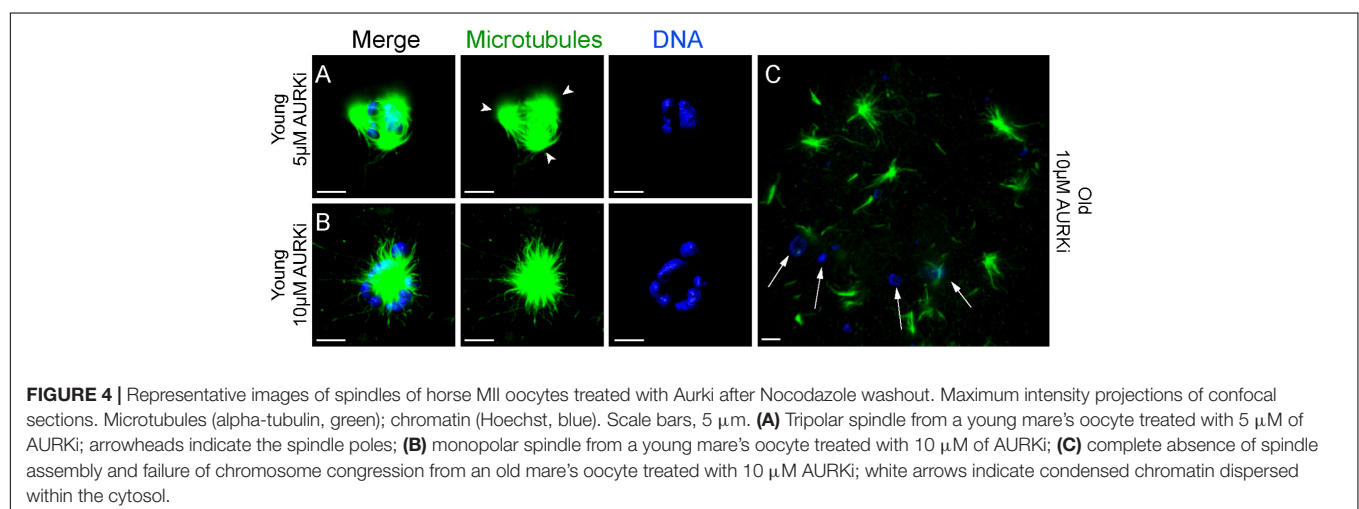 Merge Microtubules DNA
A
C
Young
5µM AURKi
B
Young
10µM AURKi
Old
10µM AURKi
FIGURE 4 | Representative images of spindles of horse MII oocytes treated with Aurki after Nocodazole washout. Maximum intensity projections of confocal
sections. Microtubules (alpha-tubulin, green); chromatin (Hoechst, blue). Scale bars, 5 µm. (A) Tripolar spindle from a young mare's oocyte treated with 5 µM of
AURKi; arrowheads indicate the spindle poles; (B) monopolar spindle from a young mare's oocyte treated with 10 µM of AURKi; (C) complete absence of spindle
assembly and failure of chromosome congression from an old mare's oocyte treated with 10 µM AURKi; white arrows indicate condensed chromatin dispersed
within the cytosol.